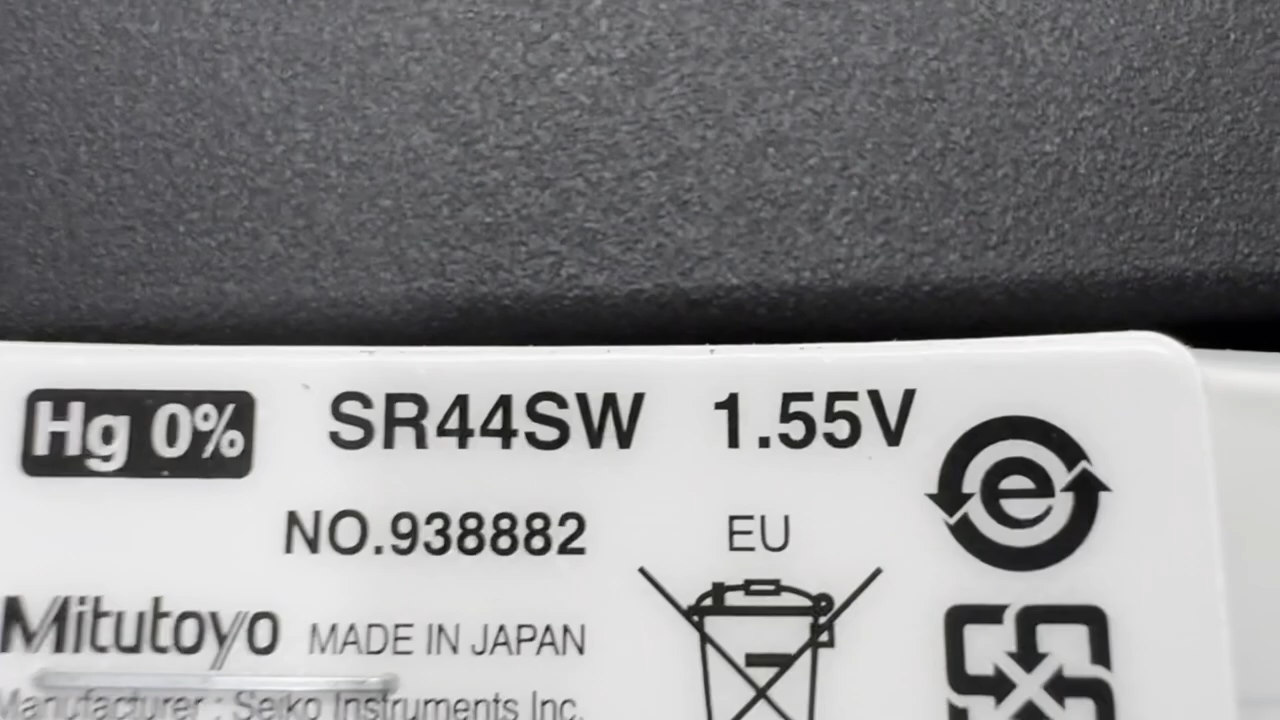 Hg 0% SR44SW 1.55V
e
NO.938882 EU
Mitutoyo MADE IN JAPAN
Manufacturer : Seiko Instruments Inc.